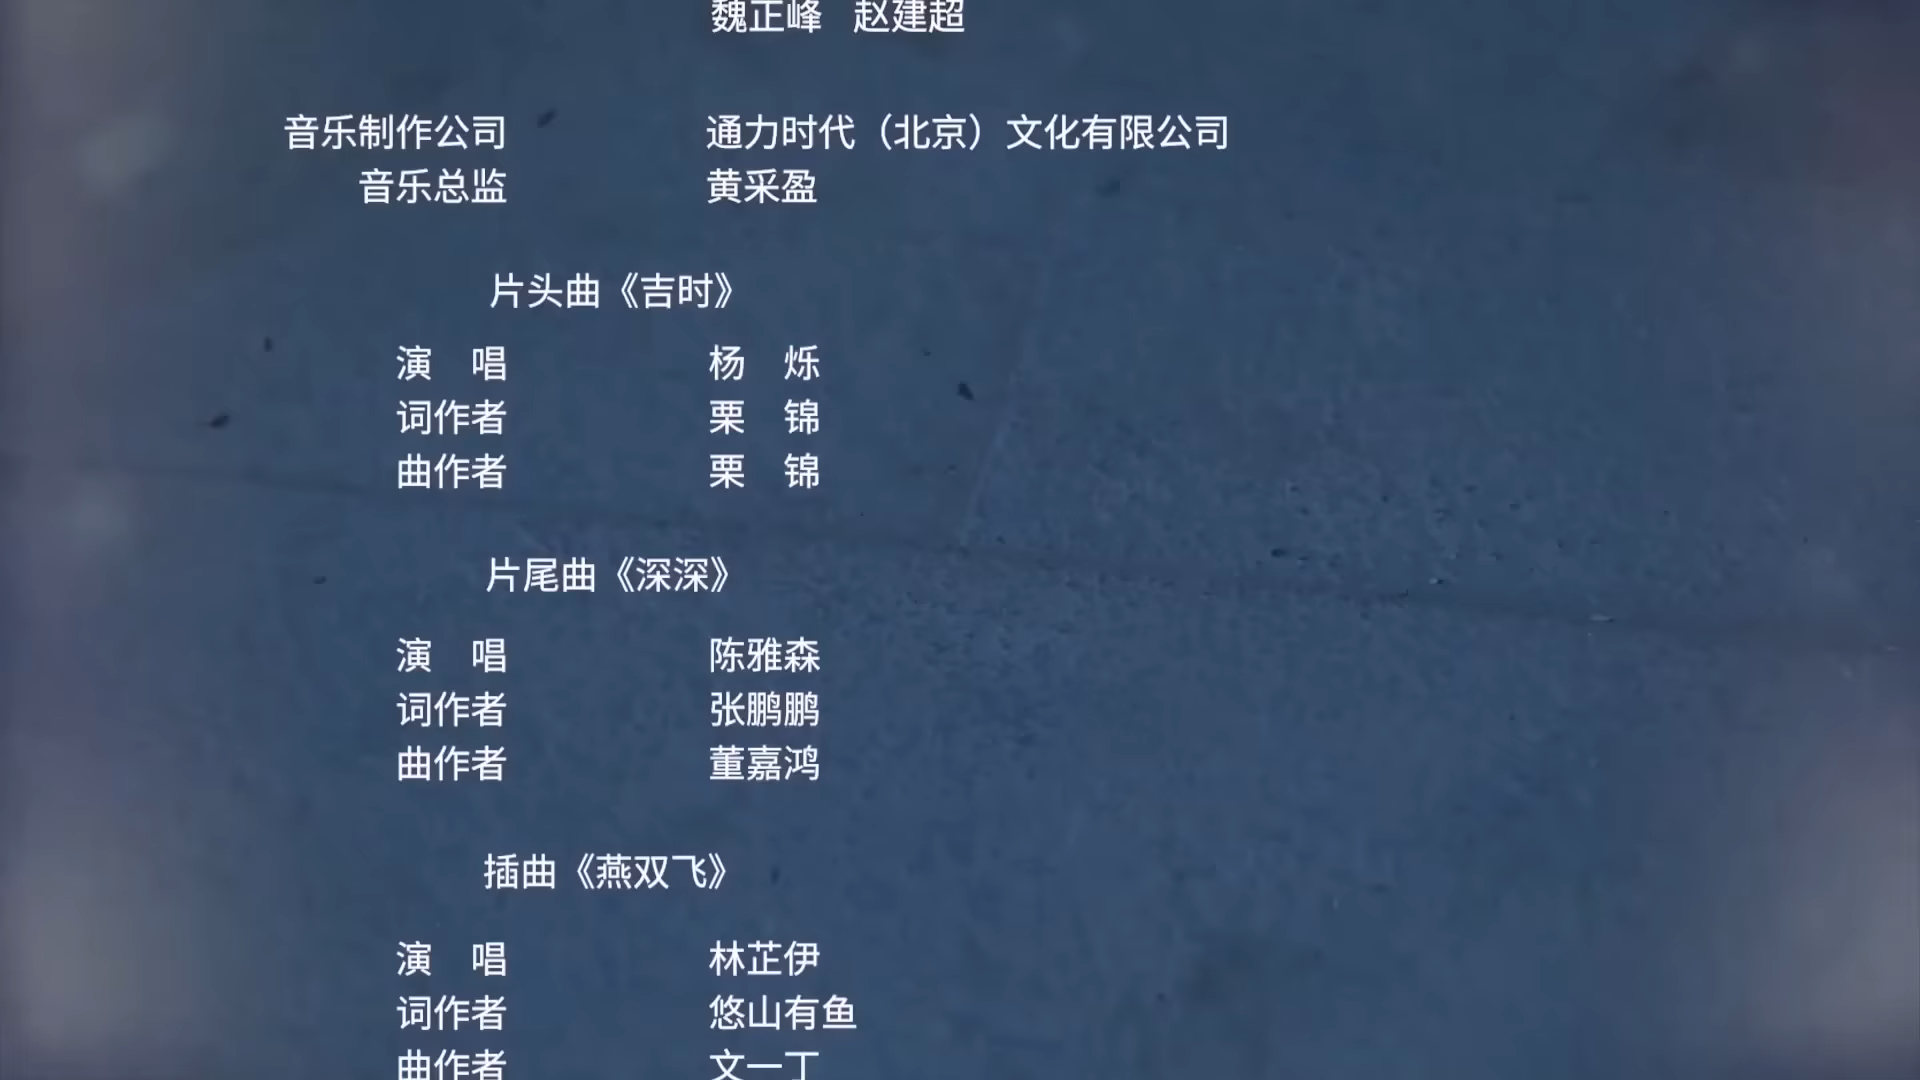 魏正峰 赵建超
音乐制作公司 通力时代（北京）文化有限公司
音乐总监 黄采盈
片头曲《吉时》
演 唱 杨 烁
词作者 栗 锦
曲作者 栗 锦
片尾曲《深深》
演 唱 陈雅森
词作者 张鹏鹏
曲作者 董嘉鸿
插曲《燕双飞》
演 唱 林芷伊
词作者 悠山有鱼
曲作者 文一丁